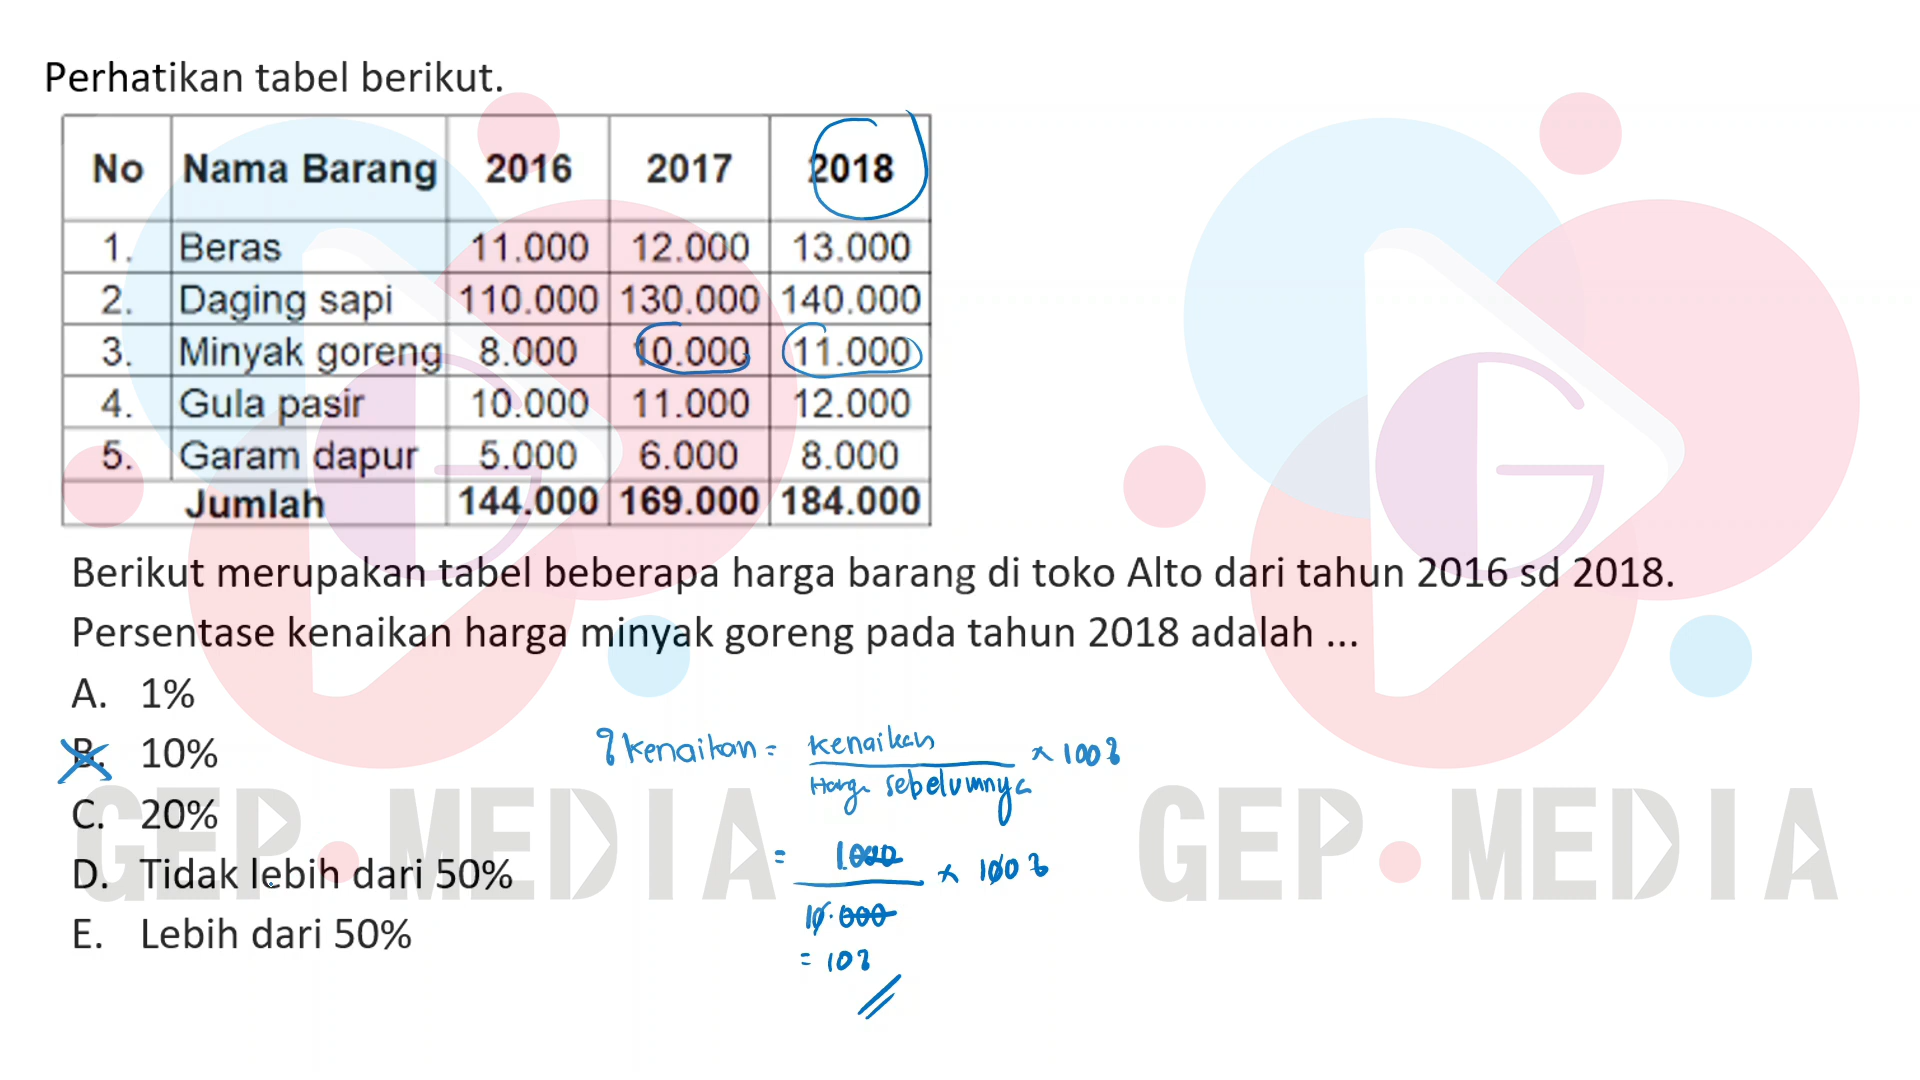 Perhatikan tabel berikut.
No Nama Barang 2016 2017 2018
1. Beras 11.000 12.000 13.000
2. Daging sapi 110.000 130.000 140.000
3. Minyak goreng 8.000 10.000 11.000
4. Gula pasir 10.000 11.000 12.000
5. Garam dapur 5.000 6.000 8.000
Jumlah 144.000 169.000 184.000
Berikut merupakan tabel beberapa harga barang di toko Alto dari tahun 2016 sd 2018.
Persentase kenaikan harga minyak goreng pada tahun 2018 adalah ...
A. 1%
B. 10%
C. 20%
D. Tidak lebih dari 50%
E. Lebih dari 50%
% kenaikan = kenaikan
Harga sebelumnya × 100%
= 1.000
10.000 × 100%
= 10%
GEP MEDIA
GEP MEDIA